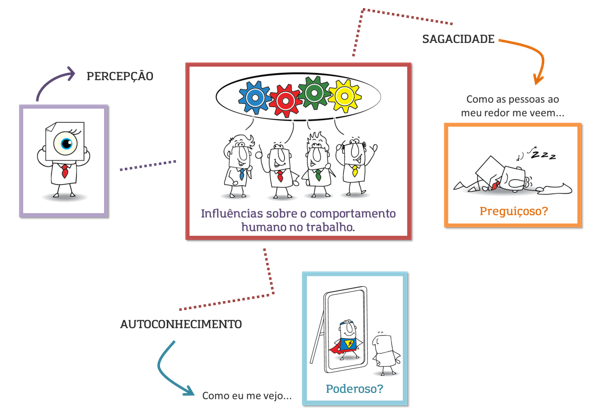 SAGACIDADE
PERCEPÇÃO
Como as pessoas ao
meu redor me veem...
zzz
Preguiçoso?
Influências sobre o comportamento
humano no trabalho.
AUTOCONHECIMENTO
Como eu me vejo...
Poderoso?